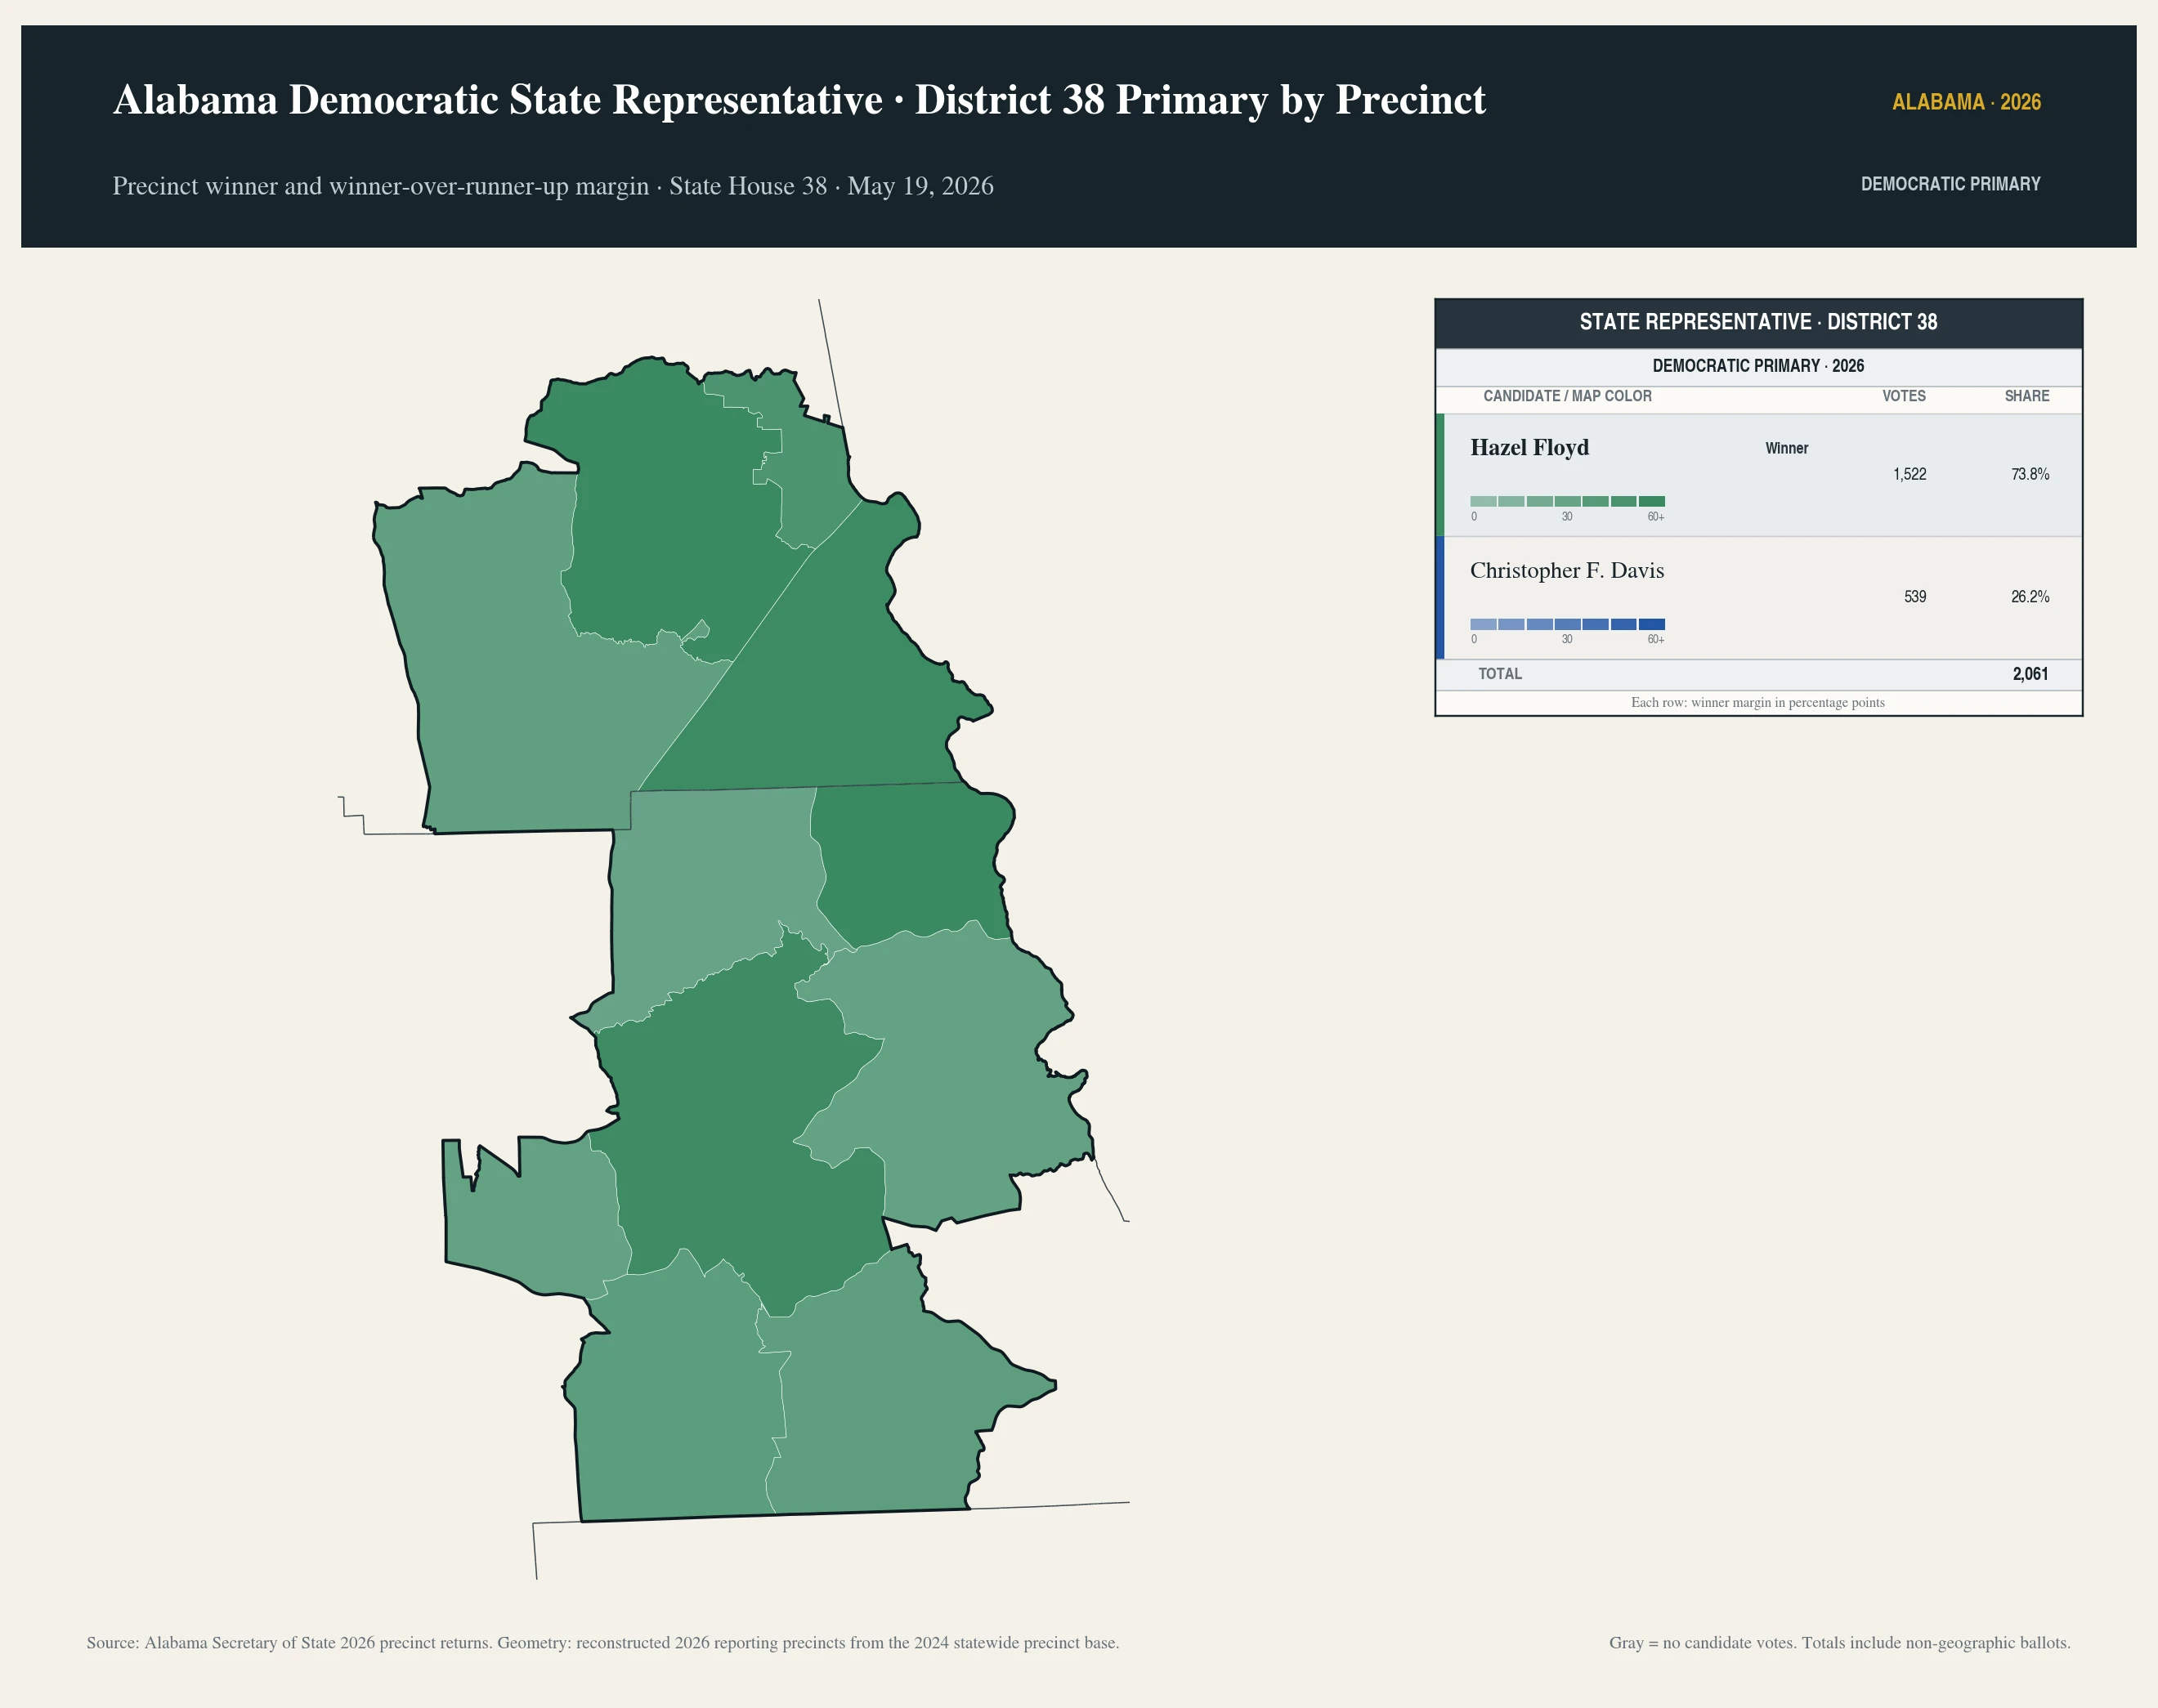 Alabama Democratic State Representative · District 38 Primary by Precinct
ALABAMA · 2026
Precinct winner and winner-over-runner-up margin · State House 38 · May 19, 2026
DEMOCRATIC PRIMARY
STATE REPRESENTATIVE · DISTRICT 38
DEMOCRATIC PRIMARY · 2026
CANDIDATE / MAP COLOR VOTES SHARE
Hazel Floyd Winner
1,522 73.8%
0 30 60+
Christopher F. Davis
539 26.2%
0 30 60+
TOTAL 2,061
Each row: winner margin in percentage points
Source: Alabama Secretary of State 2026 precinct returns. Geometry: reconstructed 2026 reporting precincts from the 2024 statewide precinct base.
Gray = no candidate votes. Totals include non-geographic ballots.